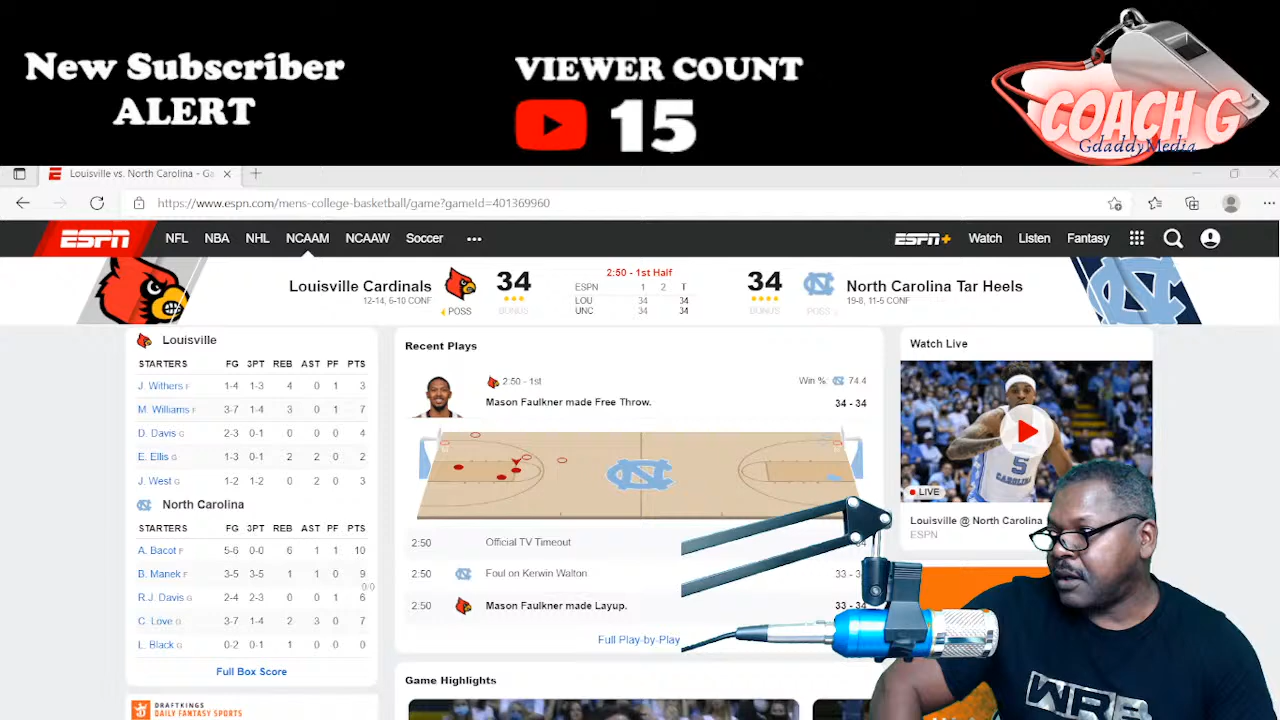 New Subscriber
ALERT
VIEWER COUNT
15
COACH G
GdaddyMedia
Louisville vs. North Carolina - Ga
https://www.espn.com/mens-college-basketball/game?gameId=401369960
ESPN NFL NBA NHL NCAAM NCAAW Soccer ... ESPN+ Watch Listen Fantasy
Louisville Cardinals
12-14, 6-10 CONF
POSS
34
BONUS
2:50 - 1st Half
ESPN 1 2 T
LOU 34 34
UNC 34 34
34
BONUS
POSS
North Carolina Tar Heels
19-8, 11-5 CONF
Louisville
STARTERS FG 3PT REB AST PF PTS
J. Withers F 1-4 1-3 4 0 1 3
M. Williams F 3-7 1-4 3 0 1 7
D. Davis G 2-3 0-1 0 0 0 4
E. Ellis G 1-3 0-1 2 2 0 2
J. West G 1-2 1-2 0 2 0 3
North Carolina
STARTERS FG 3PT REB AST PF PTS
A. Bacot F 5-6 0-0 6 1 1 10
B. Manek F 3-5 3-5 1 1 0 9
0/0
R.J. Davis G 2-4 2-3 0 0 1 6
C. Love G 3-7 1-4 2 3 0 7
L. Black G 0-2 0-1 1 0 0 0
Full Box Score
DRAFTKINGS
DAILY FANTASY SPORTS
Recent Plays
2:50 - 1st
Win %: 74.4
Mason Faulkner made Free Throw.
34 - 34
2:50 Official TV Timeout
2:50 Foul on Kerwin Walton. 33 - 3
2:50 Mason Faulkner made Layup. 33 - 34
Full Play-by-Play
Game Highlights
Watch Live
5
CAROLINA
LIVE
Louisville @ North Carolina
ESPN